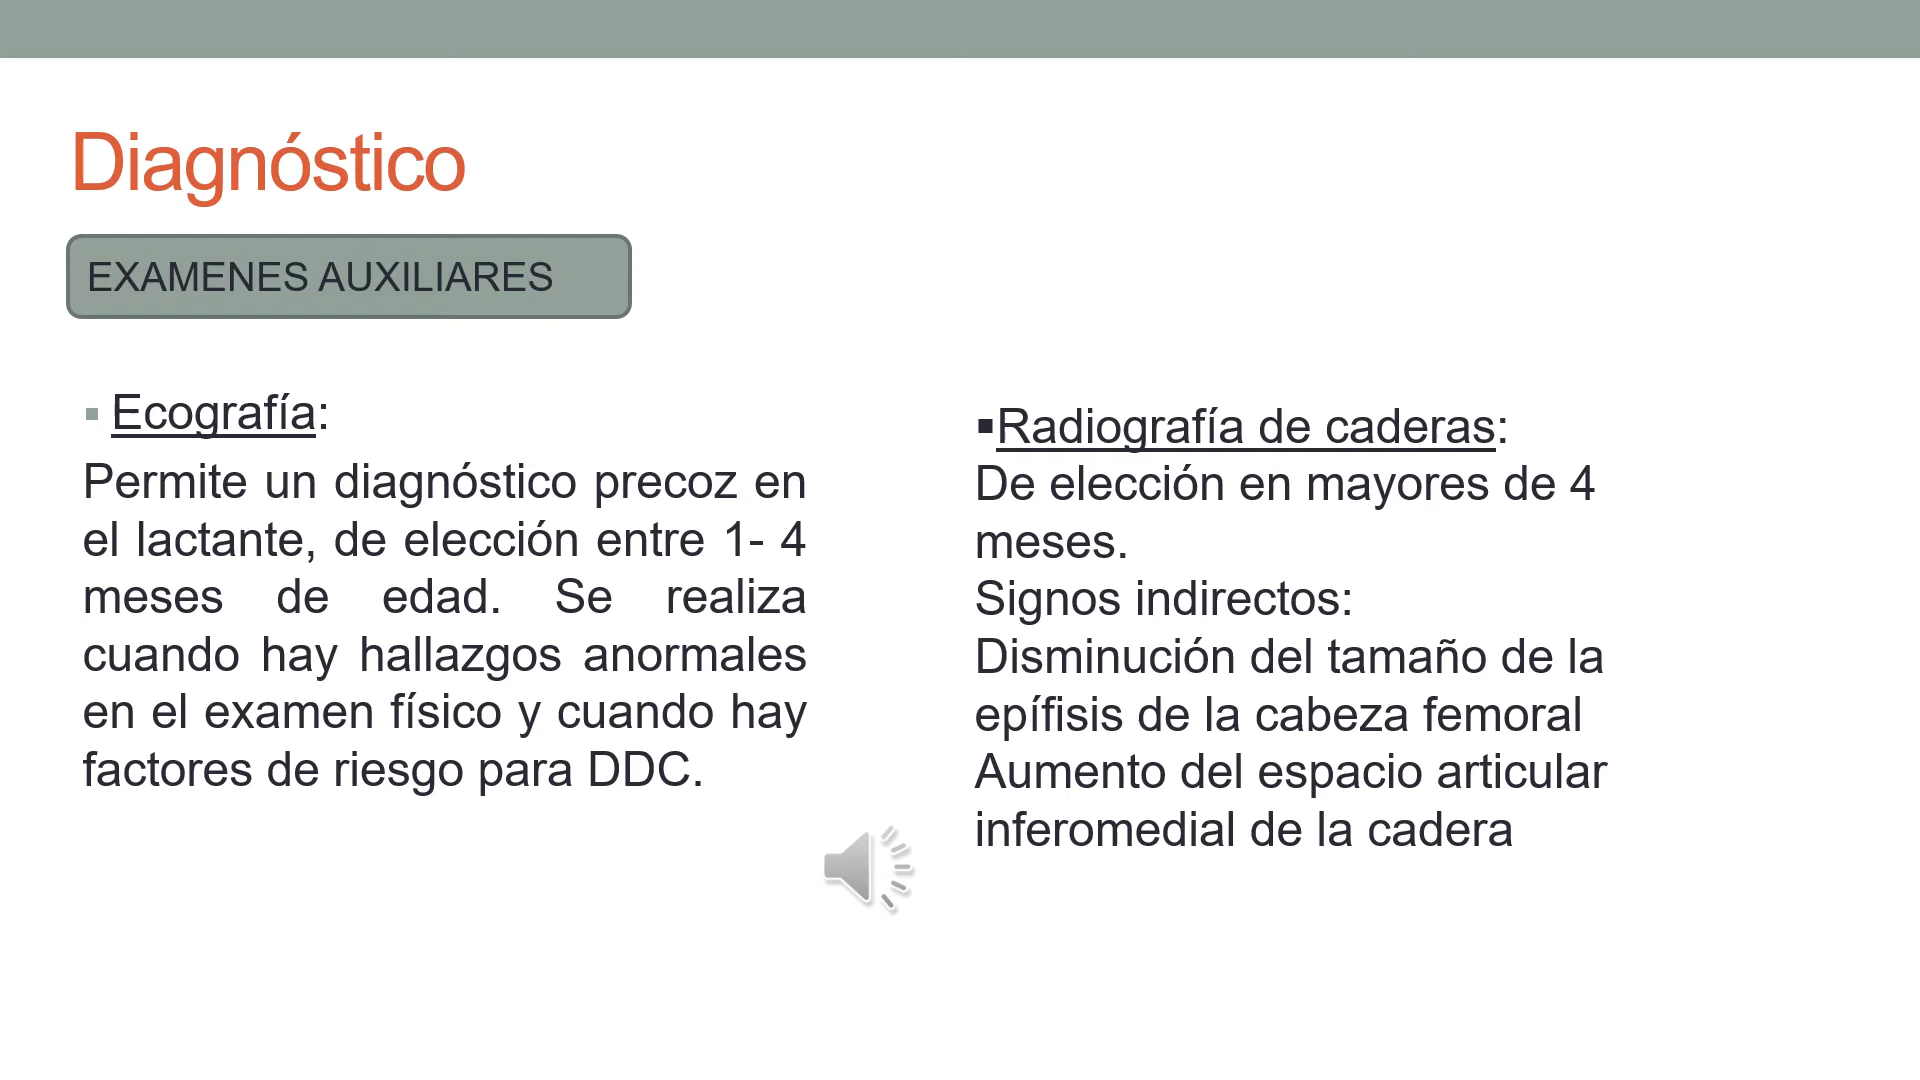 Diagnóstico
EXAMENES AUXILIARES
▪ Ecografía:
Permite un diagnóstico precoz en
el lactante, de elección entre 1- 4
meses de edad. Se realiza
cuando hay hallazgos anormales
en el examen físico y cuando hay
factores de riesgo para DDC.
▪Radiografía de caderas:
De elección en mayores de 4
meses.
Signos indirectos:
Disminución del tamaño de la
epífisis de la cabeza femoral
Aumento del espacio articular
inferomedial de la cadera